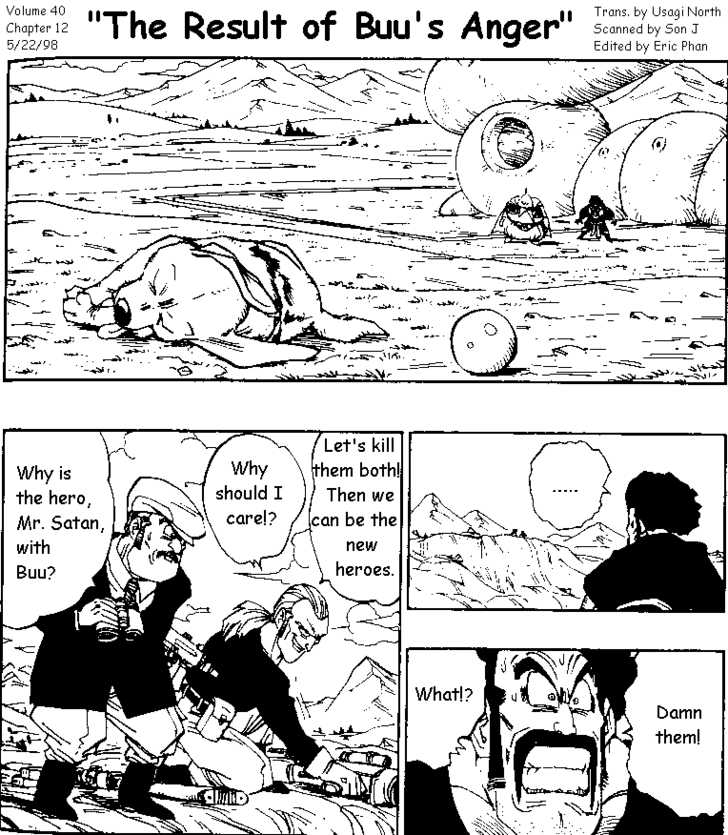 Volume 40
Chapter 12
5/22/98
"The Result of Buu's Anger"
Trans. by Usagi North
Scanned by Son J
Edited by Eric Phan
Why is
the hero,
Mr. Satan,
with
Buu?
Why
should I
care!?
Let's kill
them both!
Then we
can be the
new
heroes.
.....
What!?
Damn
them!